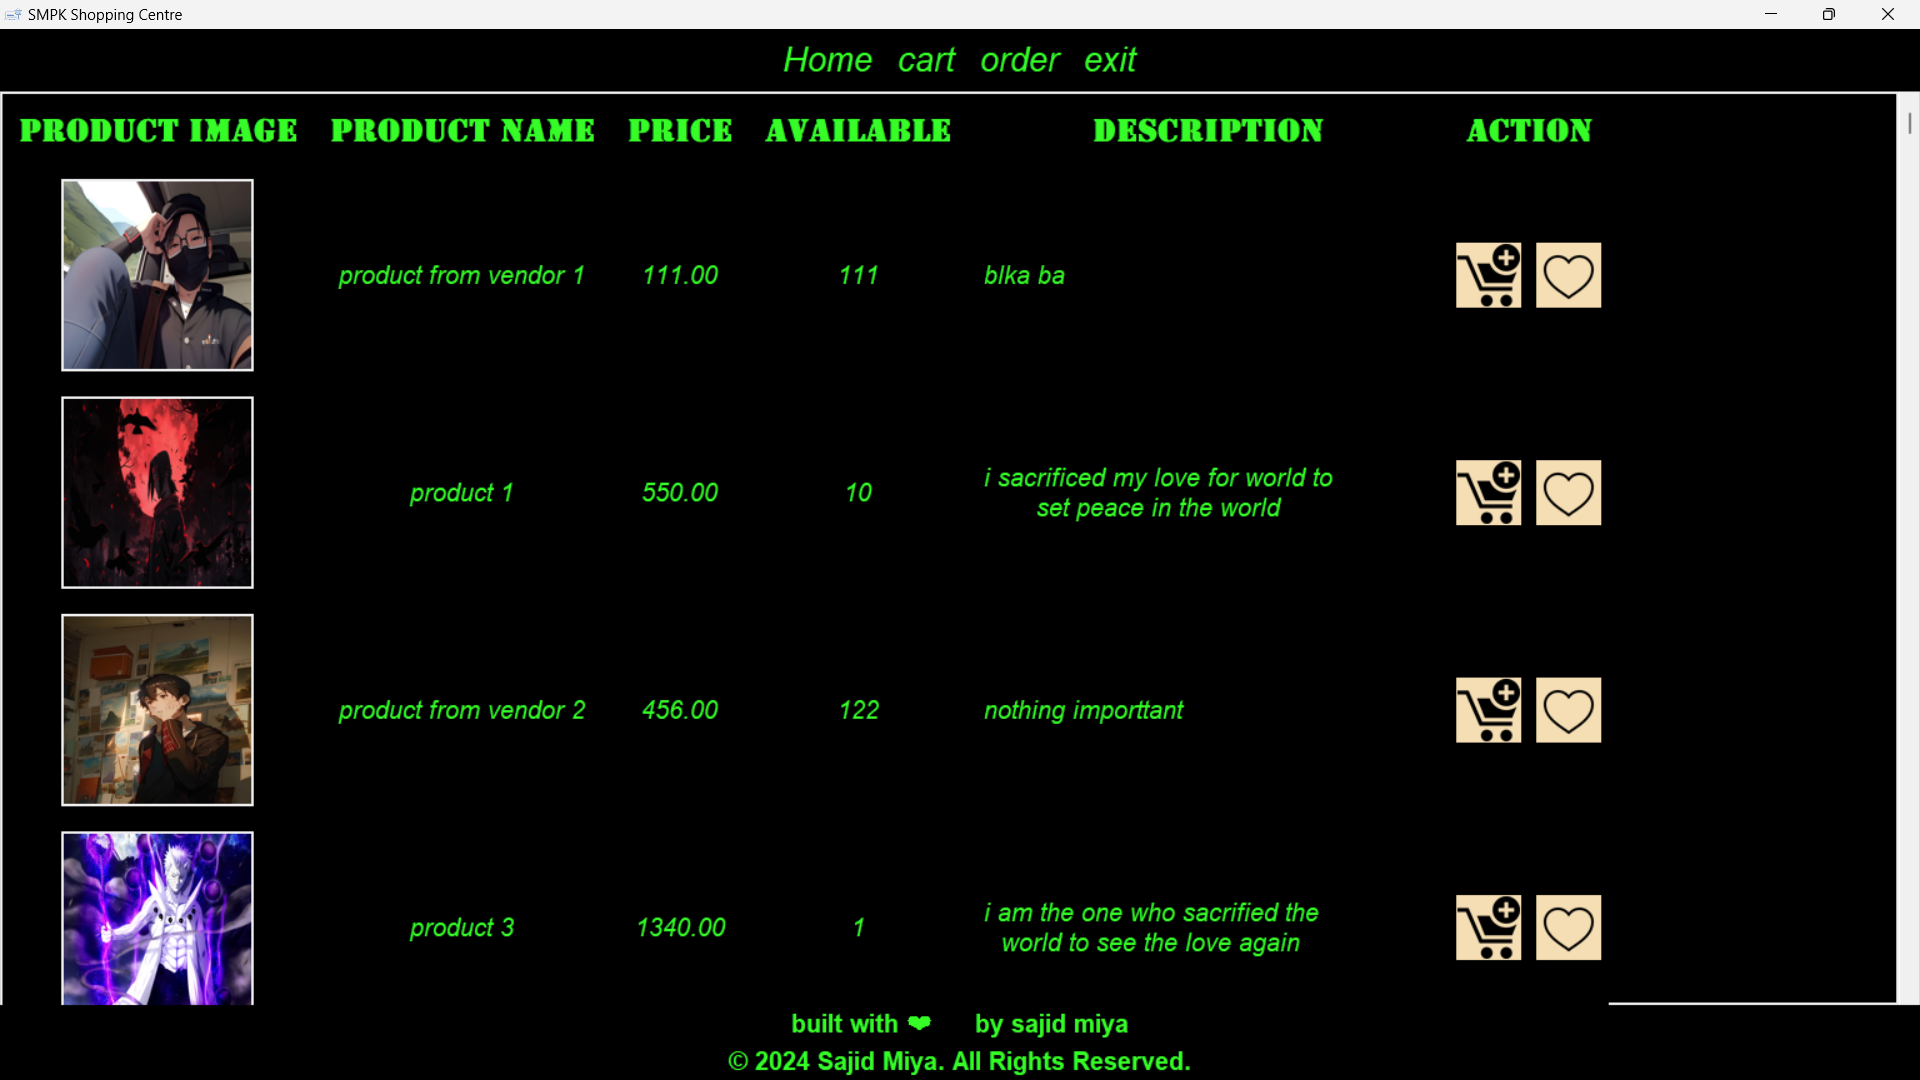 SMPK Shopping Centre
Home cart order exit
PRODUCT IMAGE PRODUCT NAME PRICE AVAILABLE DESCRIPTION ACTION
product from vendor 1 111.00 111 blka ba
product 1 550.00 10 i sacrificed my love for world to
set peace in the world
product from vendor 2 456.00 122 nothing importtant
product 3 1340.00 1 i am the one who sacrified the
world to see the love again
built with ❤ by sajid miya
© 2024 Sajid Miya. All Rights Reserved.